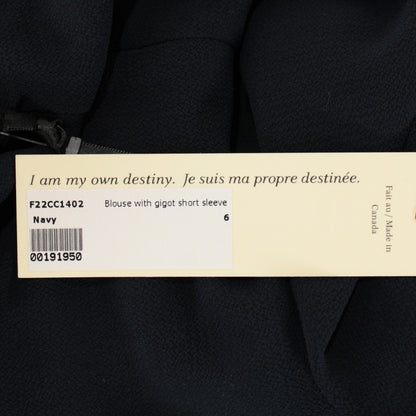 I am my own destiny. Je suis ma propre destinée.
F22CC1402 Blouse with gigot short sleeve
Navy 6
00191950
Fait au / Made in
Canada